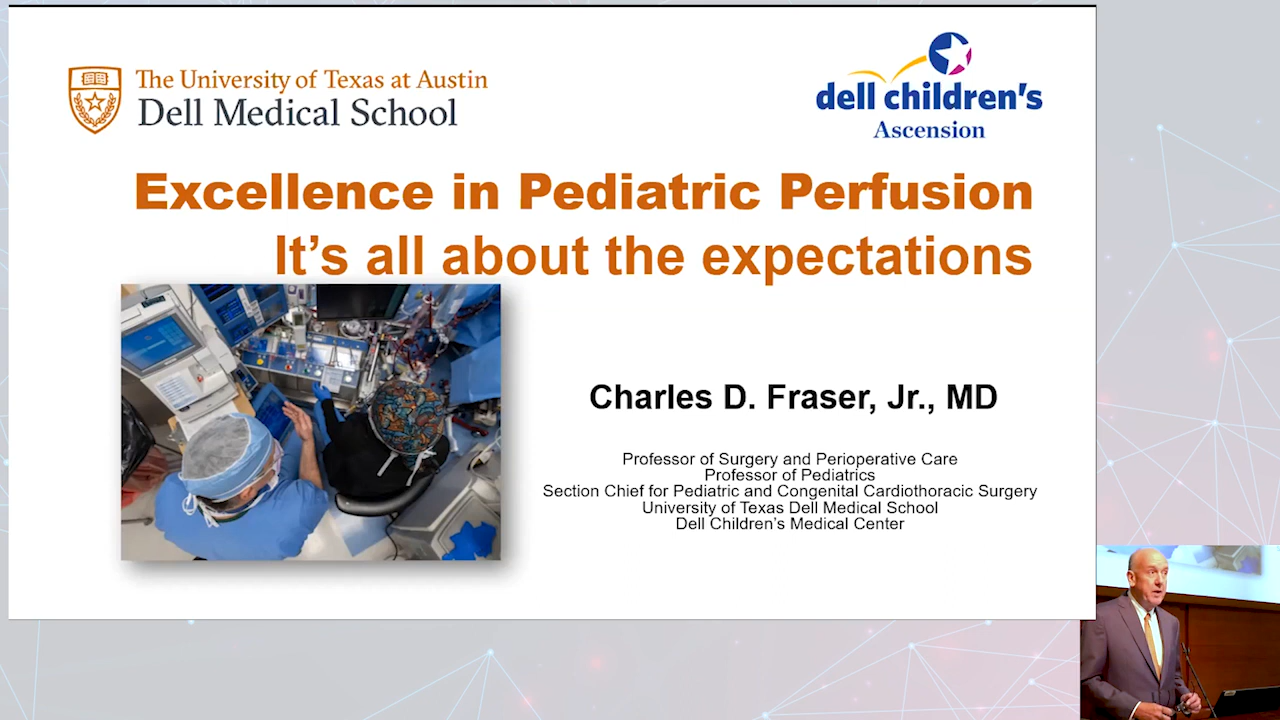 The University of Texas at Austin
Dell Medical School
dell children's
Ascension
Excellence in Pediatric Perfusion
It's all about the expectations
Charles D. Fraser, Jr., MD
Professor of Surgery and Perioperative Care
Professor of Pediatrics
Section Chief for Pediatric and Congenital Cardiothoracic Surgery
University of Texas Dell Medical School
Dell Children's Medical Center